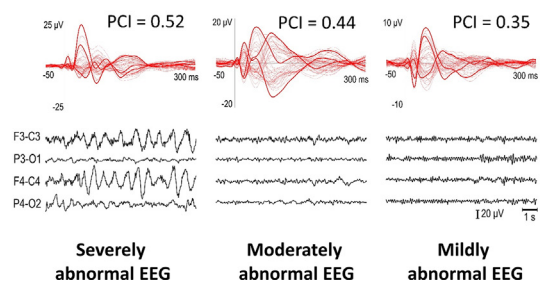 25 µV
PCI = 0.52
-50
300 ms
-25
20 µV
PCI = 0.44
-50
300 ms
-20
10 µV
PCI = 0.35
-50
300 ms
-10
F3-C3
P3-O1
F4-C4
P4-O2
20 µV
1 s
Severely
abnormal EEG
Moderately
abnormal EEG
Mildly
abnormal EEG